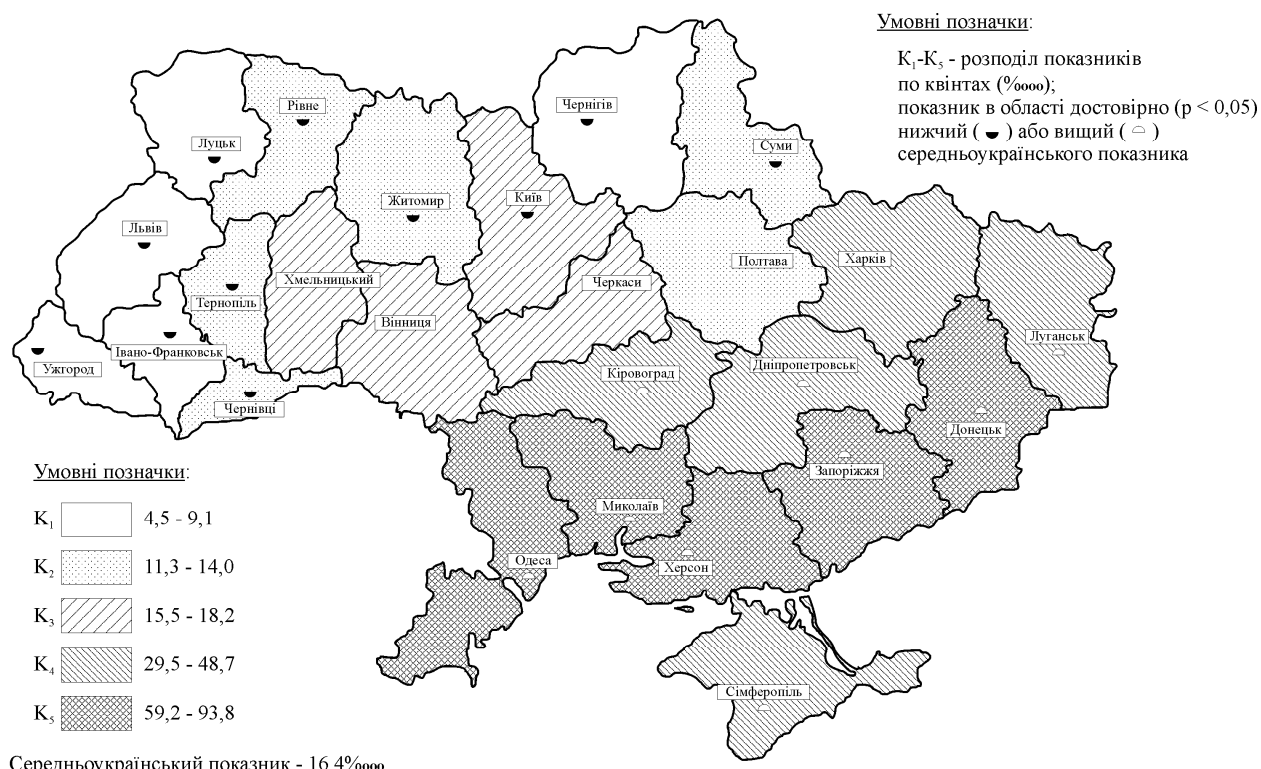 Умовні позначки:
К1-К5 - розподіл показників
по квінтах (%оооо);
показник в області достовірно (р < 0,05)
нижчий ( ) або вищий ( )
середньоукраїнського показника
Чернігів
Рівне
Луцьк
Суми
Житомир
Київ
Львів
Полтава
Харків
Хмельницький
Черкаси
Тернопіль
Вінниця
Луганськ
Івано-Франковськ
Ужгород
Дніпропетровськ
Кіровоград
Чернівці
Донецьк
Запоріжжя
Миколаїв
Одеса
Херсон
Сімферополь
Умовні позначки:
К1 4,5 - 9,1
К2 11,3 - 14,0
К3 15,5 - 18,2
К4 29,5 - 48,7
К5 59,2 - 93,8
Середньоукраїнський показник - 16,4%оооо